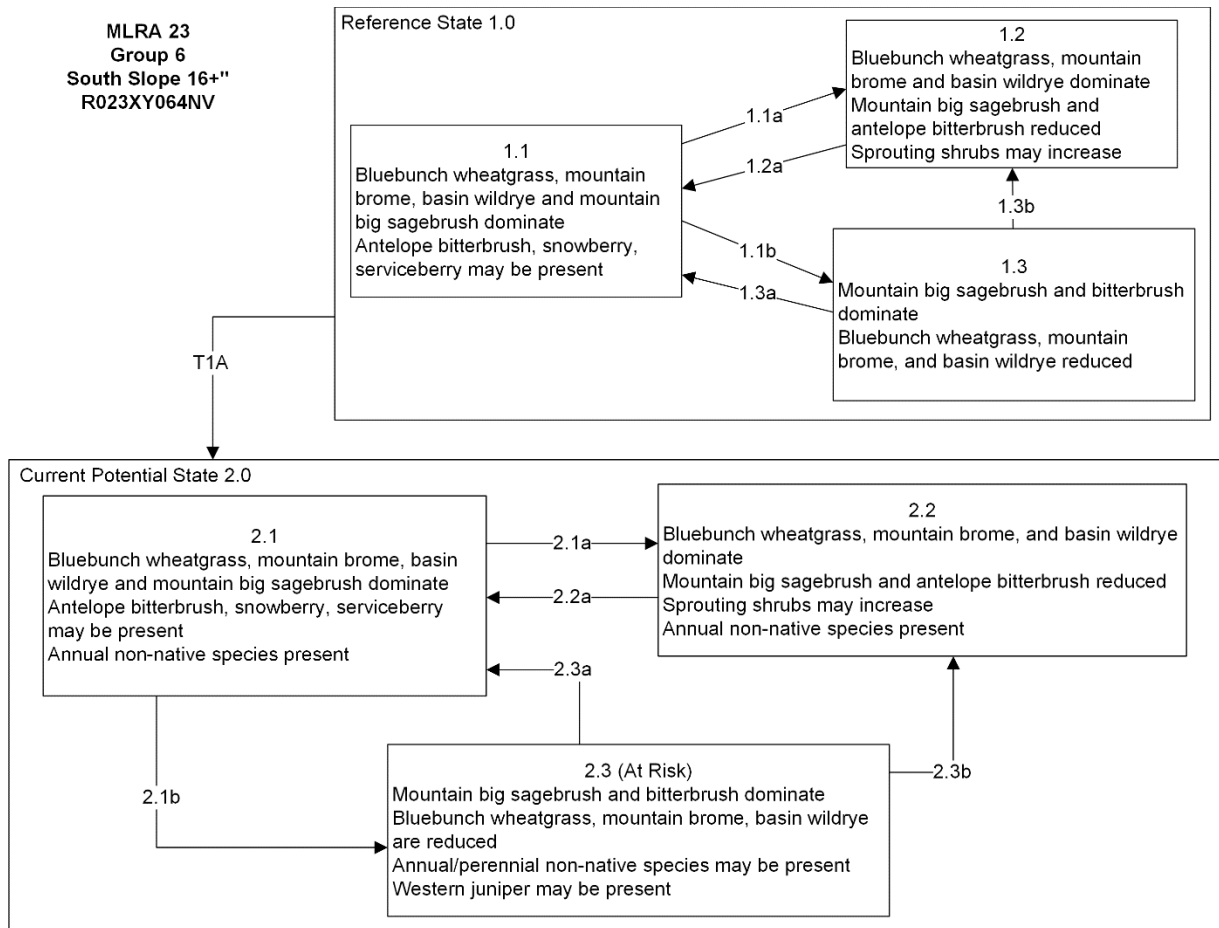 MLRA 23
Group 6
South Slope 16+"
R023XY064NV
Reference State 1.0
1.1
Bluebunch wheatgrass, mountain
brome, basin wildrye and mountain
big sagebrush dominate
Antelope bitterbrush, snowberry,
serviceberry may be present
1.1a
1.2a
1.1b
1.3a
1.2
Bluebunch wheatgrass, mountain
brome and basin wildrye dominate
Mountain big sagebrush and
antelope bitterbrush reduced
Sprouting shrubs may increase
1.3b
1.3
Mountain big sagebrush and bitterbrush
dominate
Bluebunch wheatgrass, mountain
brome, and basin wildrye reduced
T1A
Current Potential State 2.0
2.1
Bluebunch wheatgrass, mountain brome, basin
wildrye and mountain big sagebrush dominate
Antelope bitterbrush, snowberry, serviceberry
may be present
Annual non-native species present
2.1a
2.2a
2.3a
2.2
Bluebunch wheatgrass, mountain brome, and basin wildrye
dominate
Mountain big sagebrush and antelope bitterbrush reduced
Sprouting shrubs may increase
Annual non-native species present
2.1b
2.3 (At Risk)
Mountain big sagebrush and bitterbrush dominate
Bluebunch wheatgrass, mountain brome, basin wildrye
are reduced
Annual/perennial non-native species may be present
Western juniper may be present
2.3b